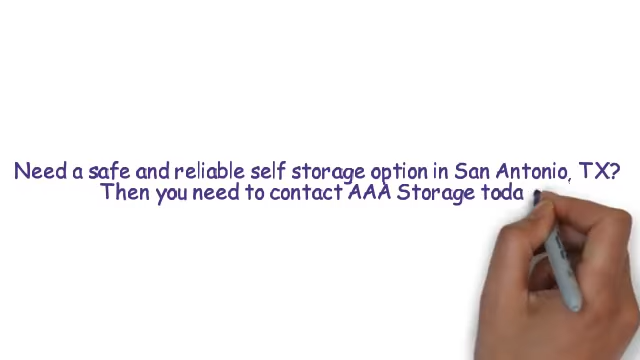 Need a safe and reliable self storage option in San Antonio, TX?
Then you need to contact AAA Storage toda